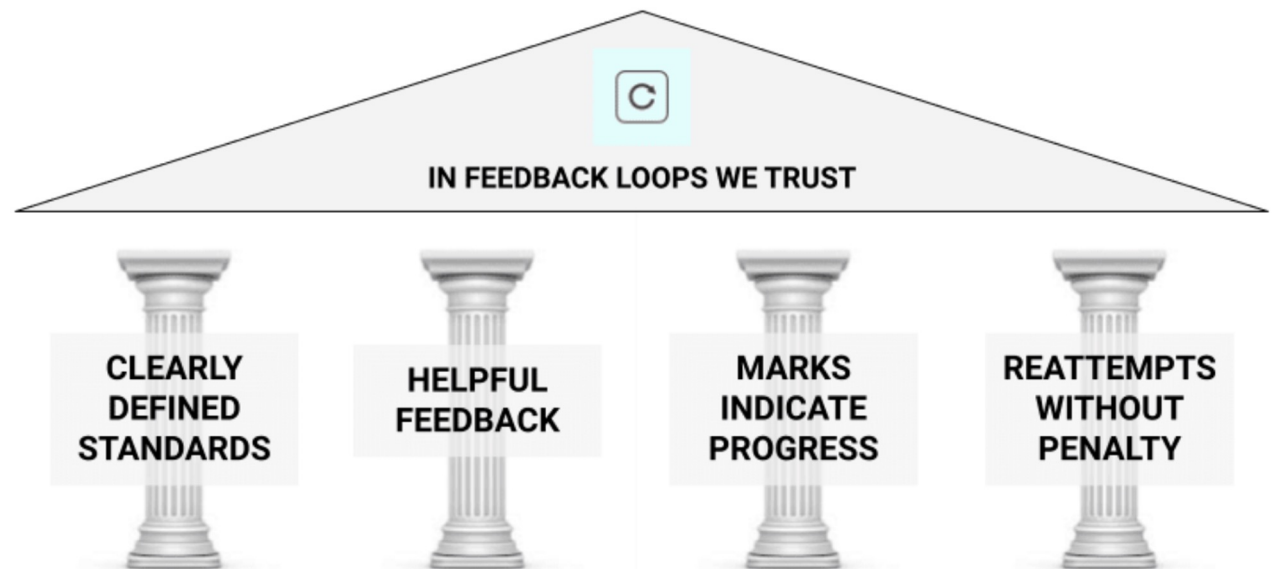 IN FEEDBACK LOOPS WE TRUST
CLEARLY
DEFINED
STANDARDS
HELPFUL
FEEDBACK
MARKS
INDICATE
PROGRESS
REATTEMPTS
WITHOUT
PENALTY